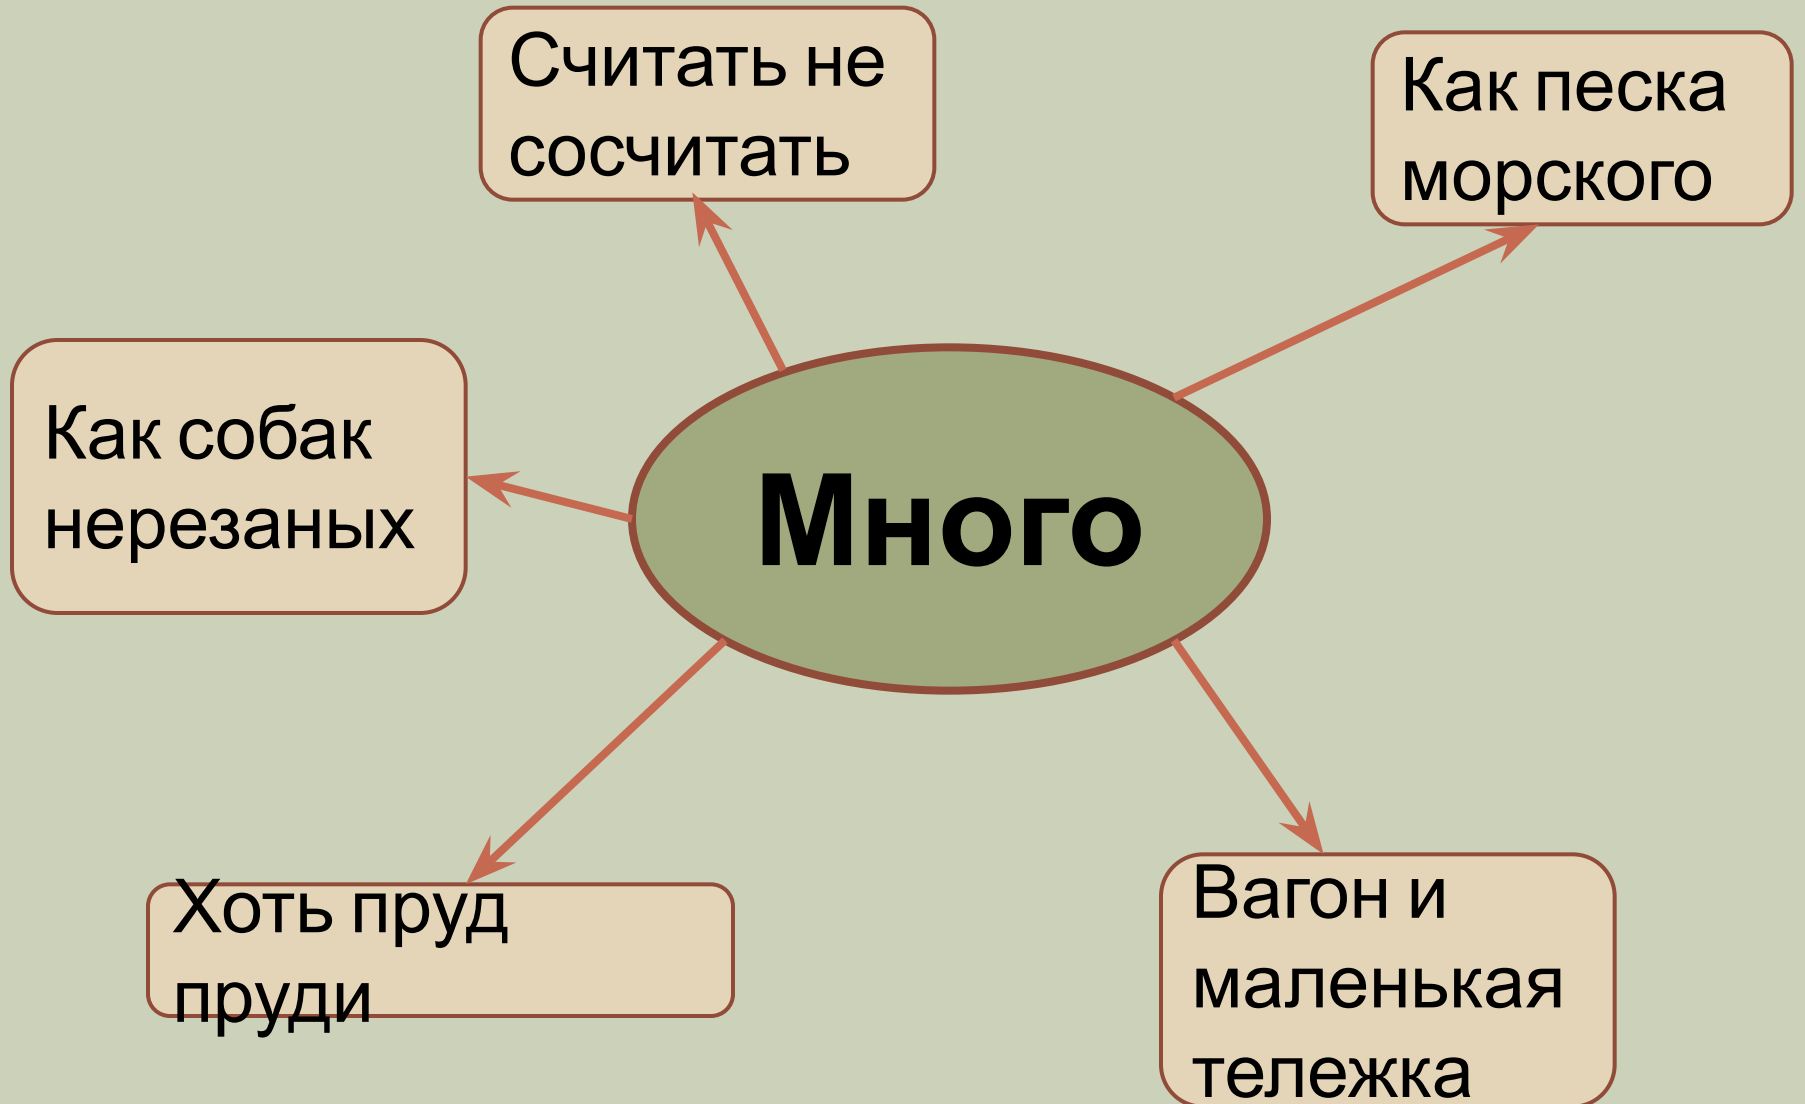 Считать не
сосчитать
Как песка
морского
Как собак
нерезаных
Много
Хоть пруд
пруди
Вагон и
маленькая
тележка